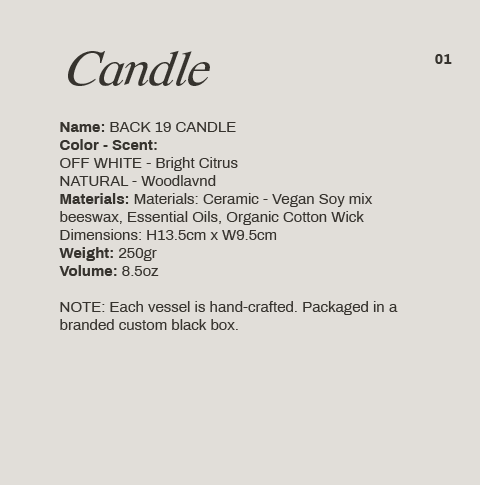 Candle
01
Name: BACK 19 CANDLE
Color - Scent:
OFF WHITE - Bright Citrus
NATURAL - Woodlavnd
Materials: Materials: Ceramic - Vegan Soy mix
beeswax, Essential Oils, Organic Cotton Wick
Dimensions: H13.5cm x W9.5cm
Weight: 250gr
Volume: 8.5oz
NOTE: Each vessel is hand-crafted. Packaged in a
branded custom black box.